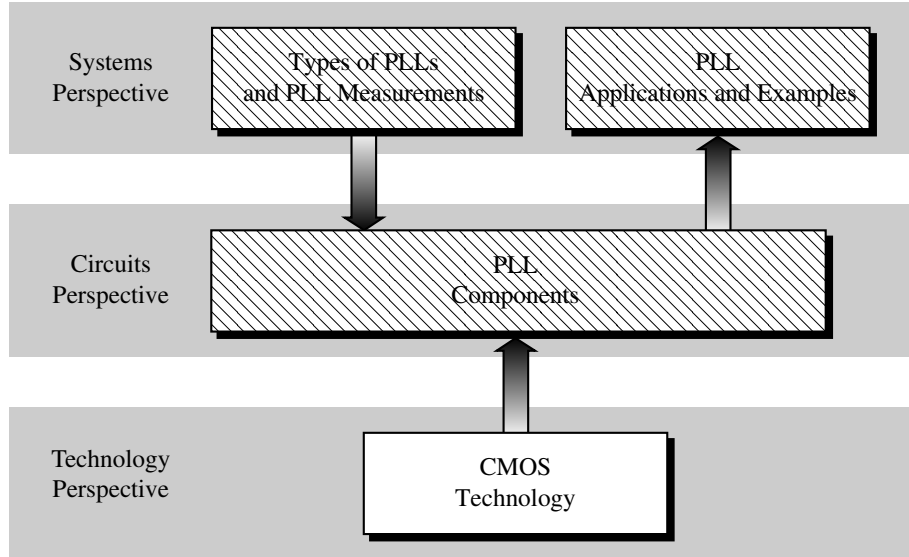 Systems
Perspective
Types of PLLs
and PLL Measurements
PLL
Applications and Examples
Circuits
Perspective
PLL
Components
Technology
Perspective
CMOS
Technology